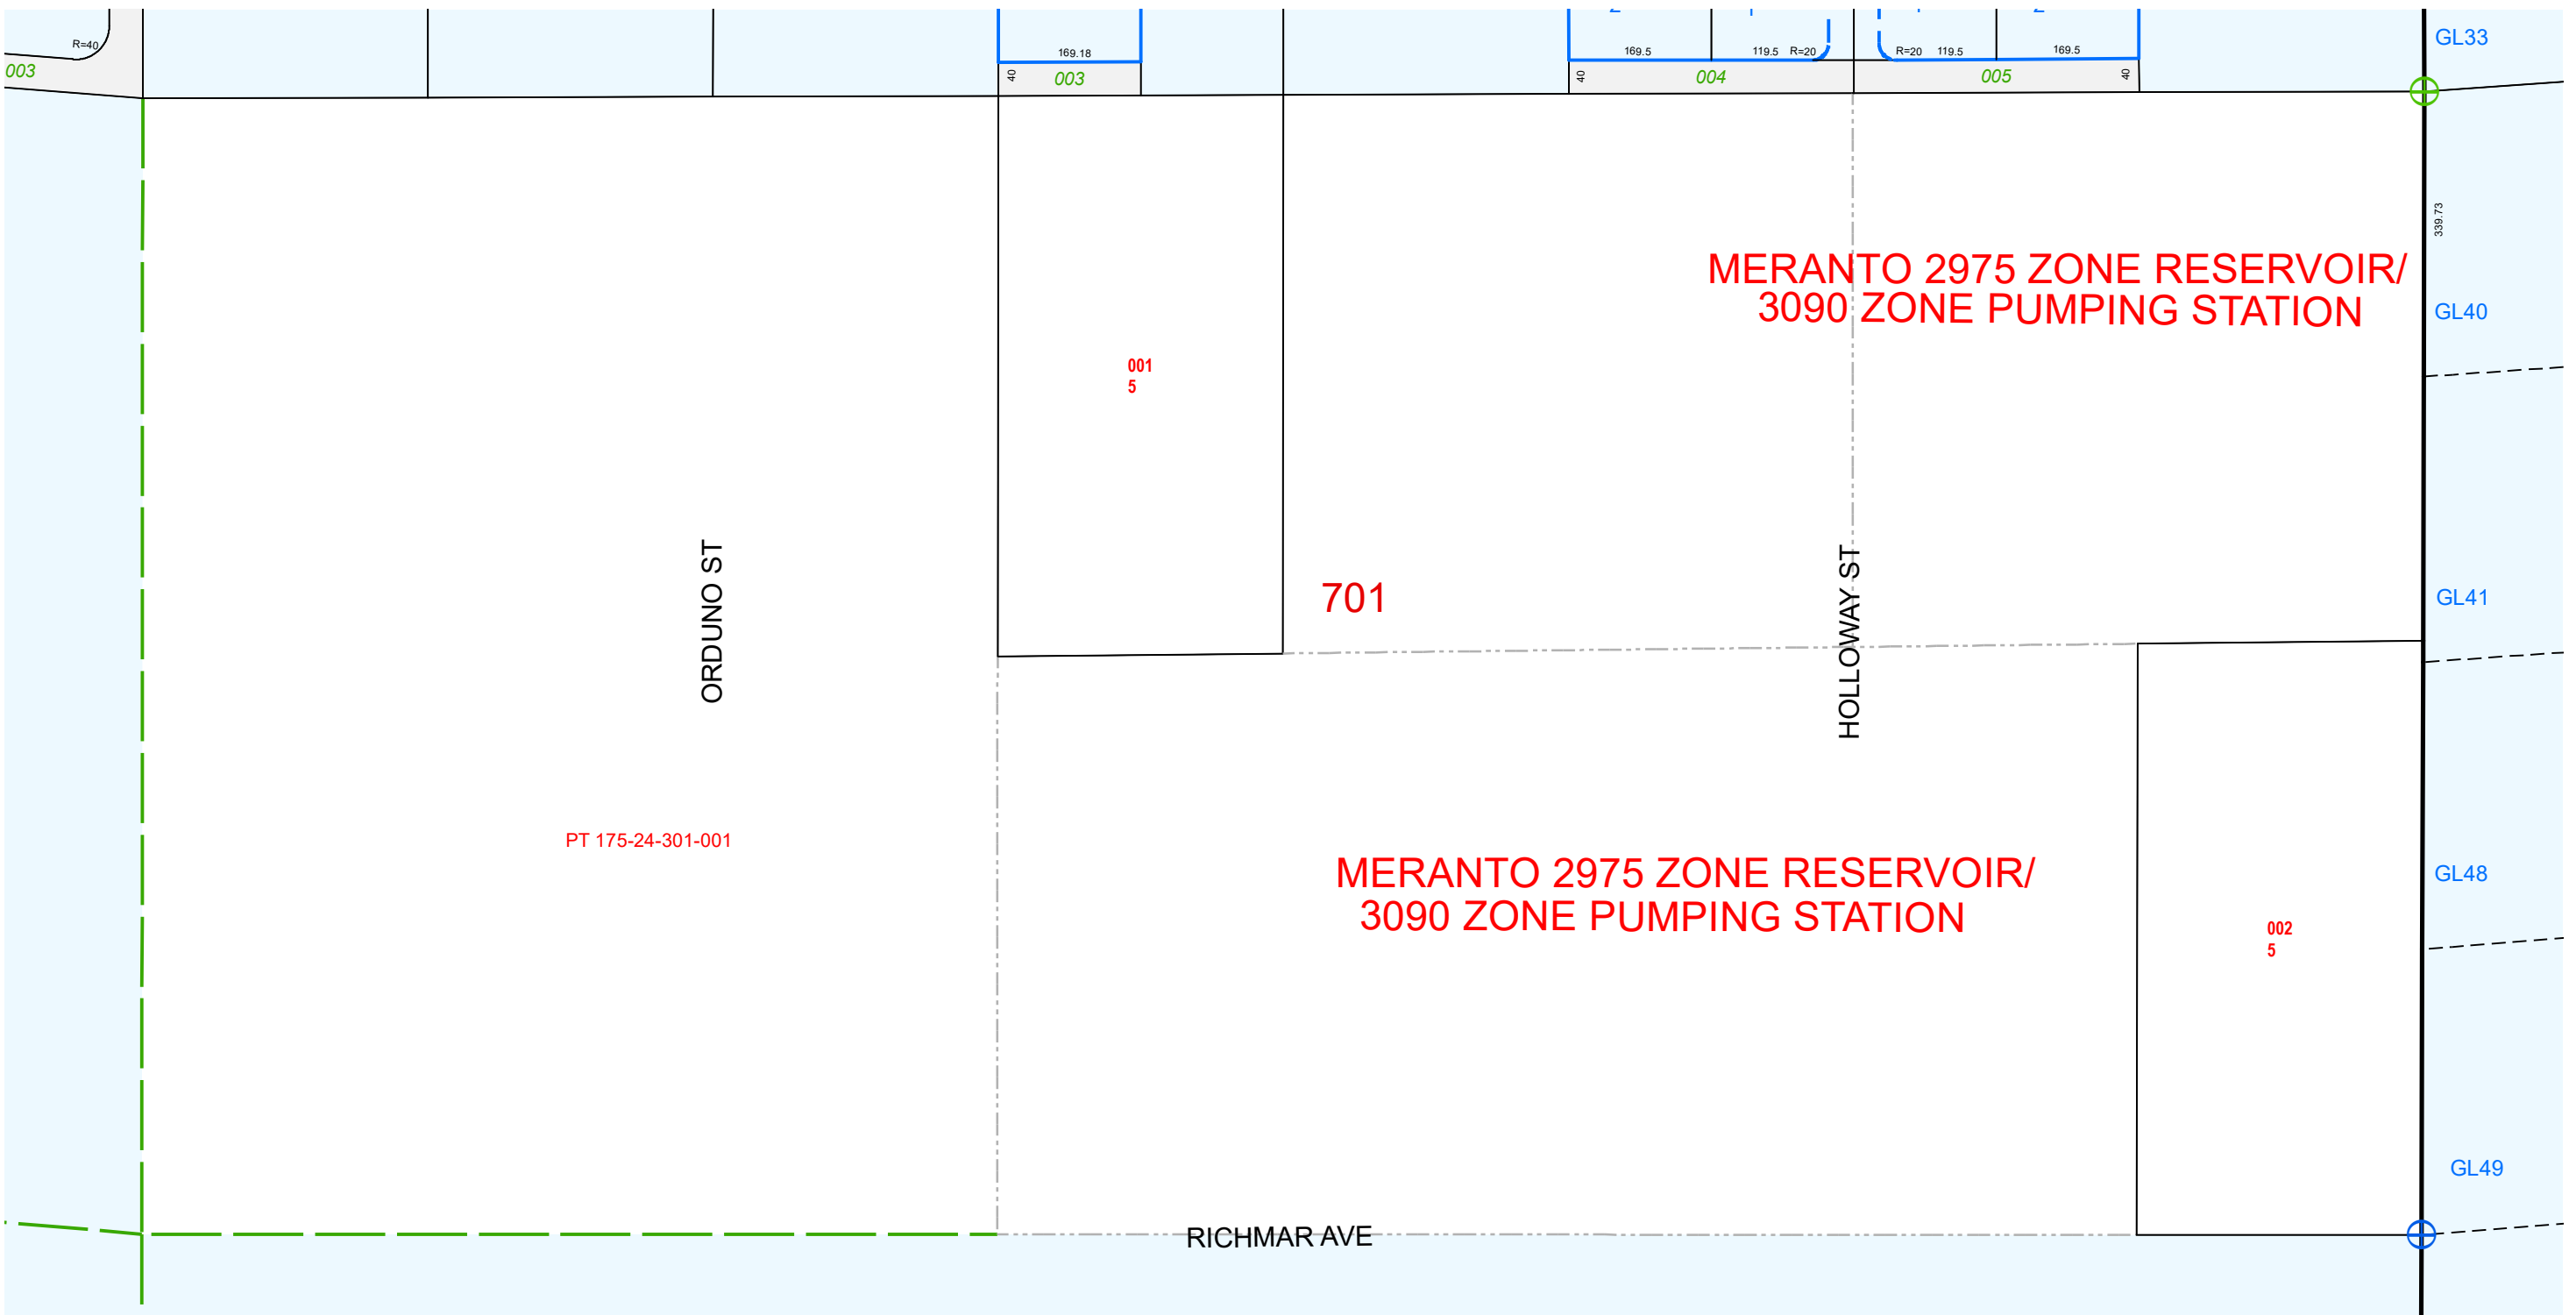 R=40
003
169.18
40
003
169.5
119.5
R=20
40
004
R=20
119.5
169.5
005
40
GL33
339.73
MERANTO 2975 ZONE RESERVOIR/
3090 ZONE PUMPING STATION
GL40
001
5
ORDUNO ST
701
HOLLOWAY ST
GL41
PT 175-24-301-001
MERANTO 2975 ZONE RESERVOIR/
3090 ZONE PUMPING STATION
GL48
002
5
GL49
RICHMAR AVE